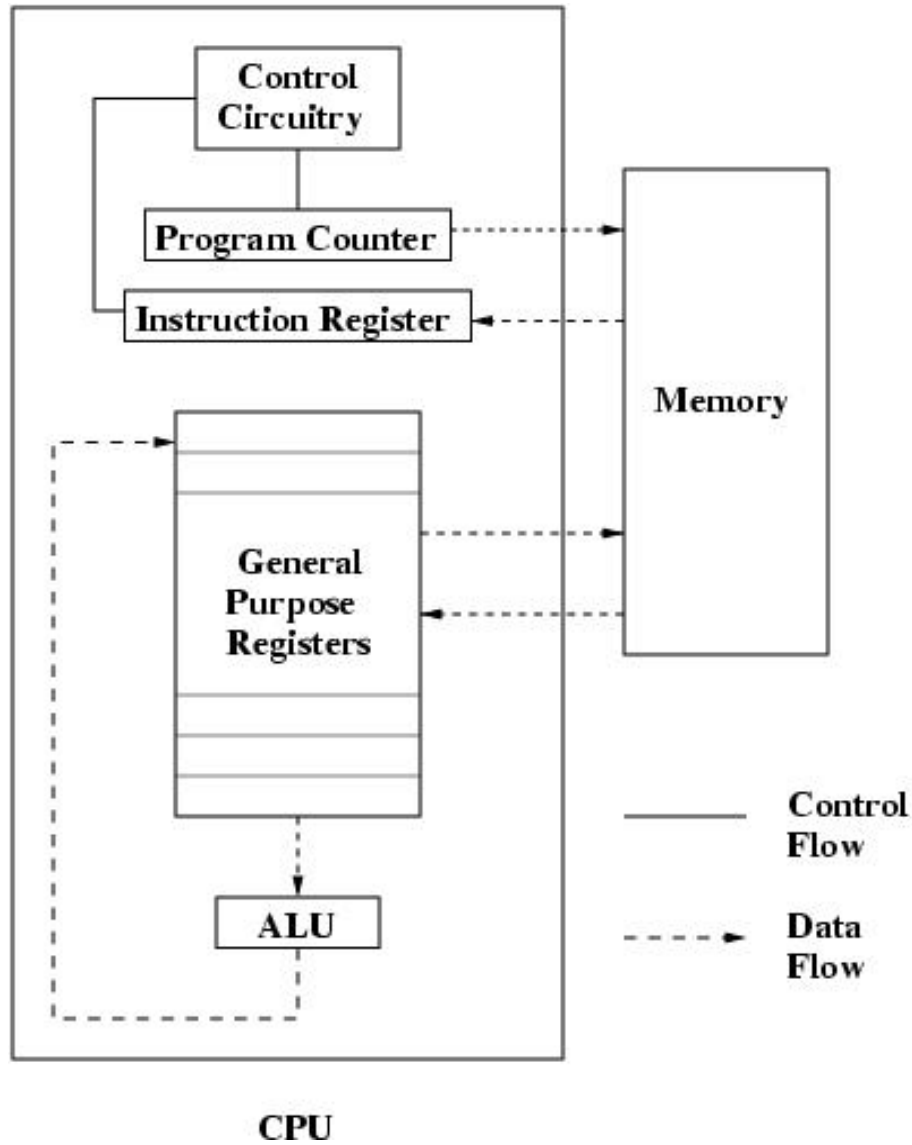 Control
Circuitry
Program Counter
Instruction Register
Memory
General
Purpose
Registers
ALU
Control
Flow
Data
Flow
CPU